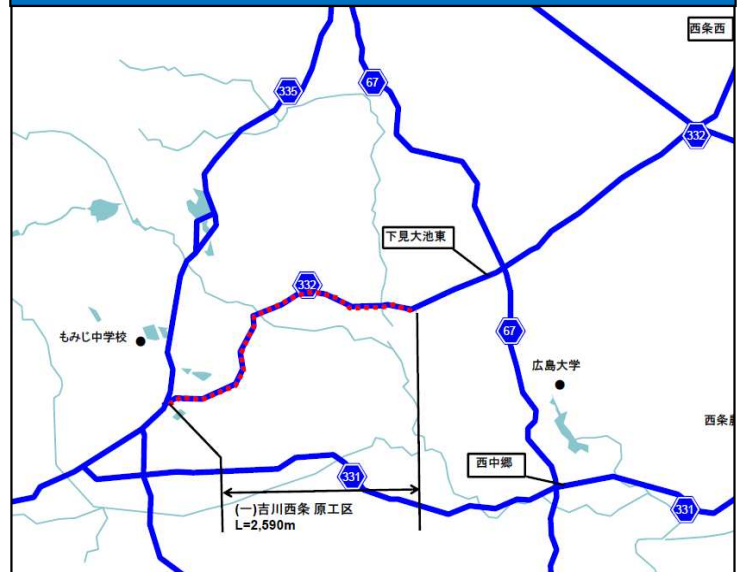 西条西
335
67
332
下見大池東
332
67
もみじ中学校
広島大学
西条
西中郷
331
331
(一)吉川西条 原工区
L=2,590m